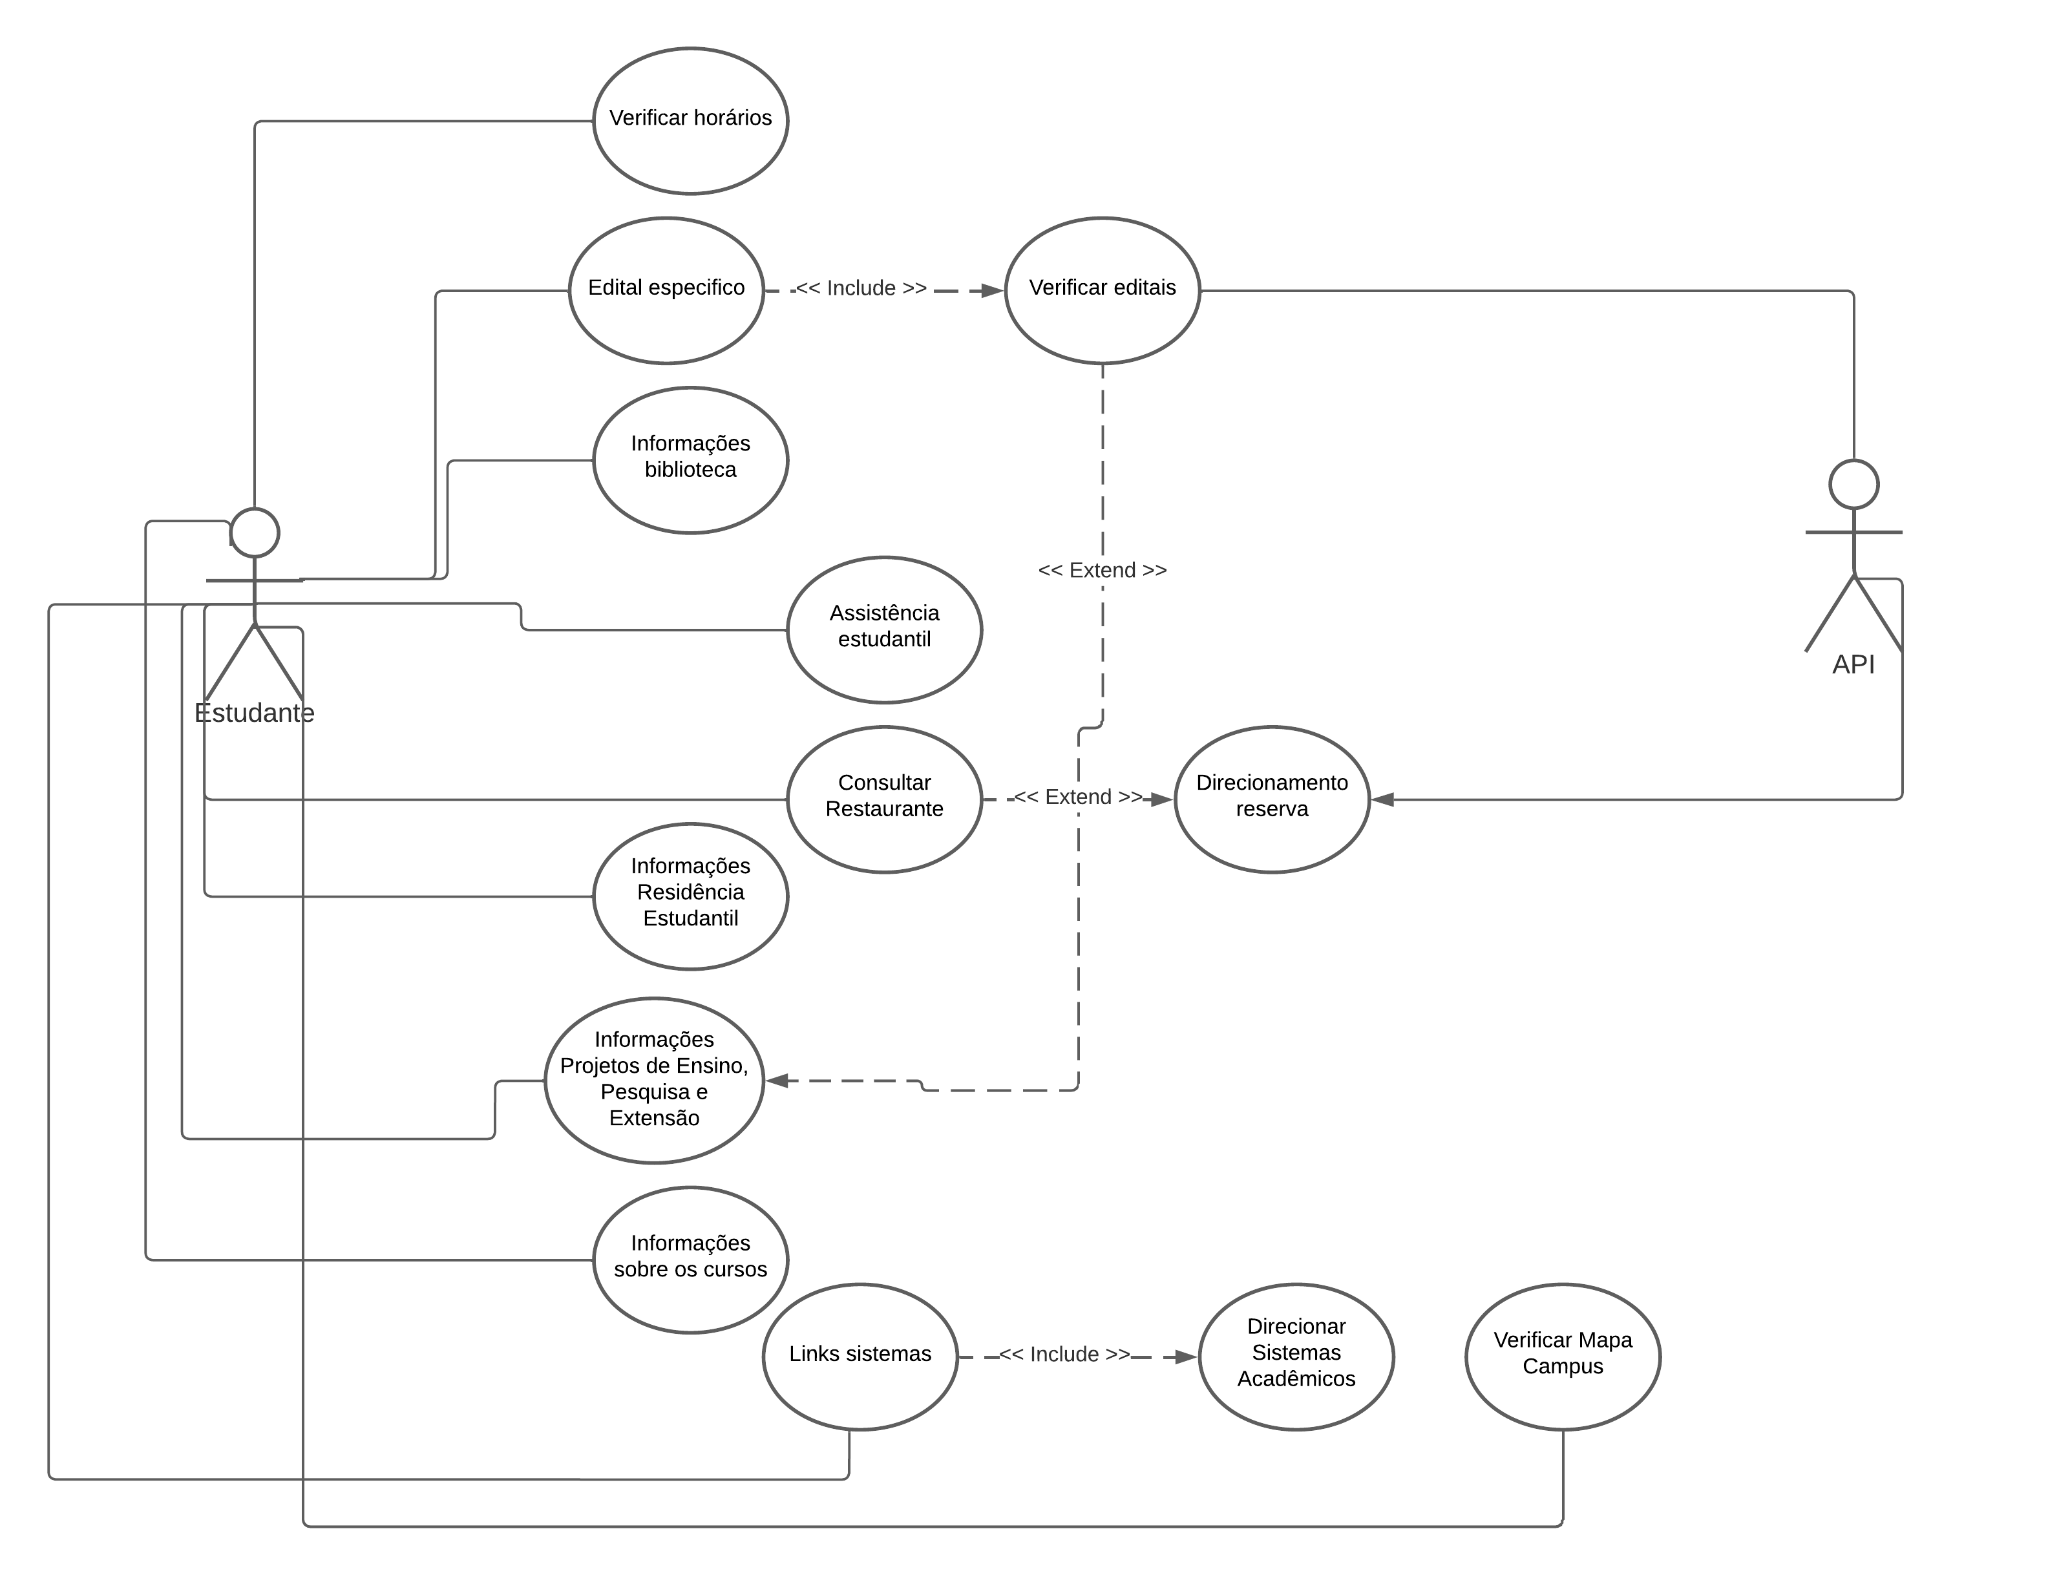 Verificar horários
Edital especifico
<< Include >>
Verificar editais
Informações
biblioteca
<< Extend >>
Assistência
estudantil
API
Estudante
Consultar
Restaurante
<< Extend >>
Direcionamento
reserva
Informações
Residência
Estudantil
Informações
Projetos de Ensino,
Pesquisa e
Extensão
Informações
sobre os cursos
Links sistemas
<< Include >>
Direcionar
Sistemas
Acadêmicos
Verificar Mapa
Campus